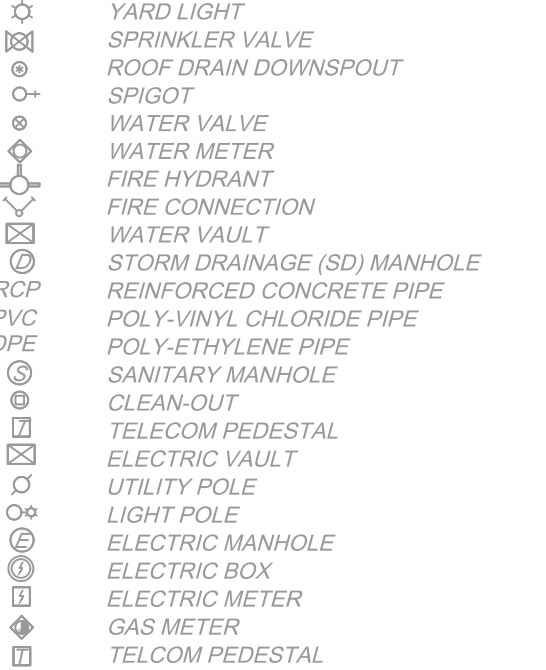 YARD LIGHT
SPRINKLER VALVE
ROOF DRAIN DOWNSPOUT
SPIGOT
WATER VALVE
WATER METER
FIRE HYDRANT
FIRE CONNECTION
WATER VAULT
D STORM DRAINAGE (SD) MANHOLE
RCP REINFORCED CONCRETE PIPE
PVC POLY-VINYL CHLORIDE PIPE
DPE POLY-ETHYLENE PIPE
S SANITARY MANHOLE
CLEAN-OUT
T TELECOM PEDESTAL
ELECTRIC VAULT
UTILITY POLE
LIGHT POLE
E ELECTRIC MANHOLE
ELECTRIC BOX
ELECTRIC METER
GAS METER
T TELCOM PEDESTAL